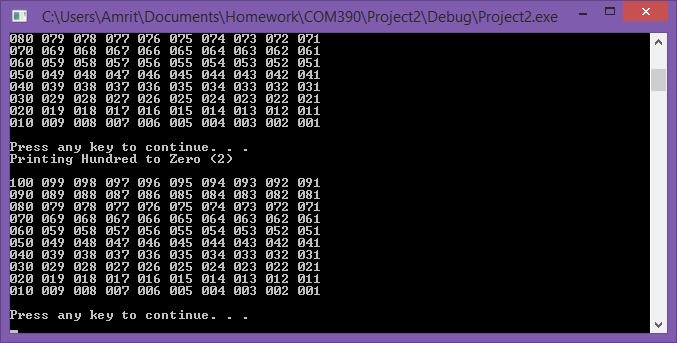 C:\Users\Amrit\Documents\Homework\COM390\Project2\Debug\Project2.exe
080 079 078 077 076 075 074 073 072 071
070 069 068 067 066 065 064 063 062 061
060 059 058 057 056 055 054 053 052 051
050 049 048 047 046 045 044 043 042 041
040 039 038 037 036 035 034 033 032 031
030 029 028 027 026 025 024 023 022 021
020 019 018 017 016 015 014 013 012 011
010 009 008 007 006 005 004 003 002 001
Press any key to continue. . .
Printing Hundred to Zero (2)
100 099 098 097 096 095 094 093 092 091
090 089 088 087 086 085 084 083 082 081
080 079 078 077 076 075 074 073 072 071
070 069 068 067 066 065 064 063 062 061
060 059 058 057 056 055 054 053 052 051
050 049 048 047 046 045 044 043 042 041
040 039 038 037 036 035 034 033 032 031
030 029 028 027 026 025 024 023 022 021
020 019 018 017 016 015 014 013 012 011
010 009 008 007 006 005 004 003 002 001
Press any key to continue. . .